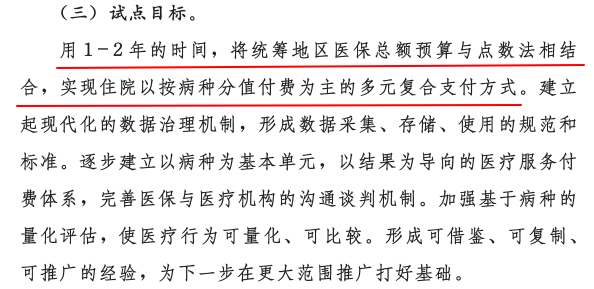 （三）试点目标。
用1-2年的时间，将统筹地区医保总额预算与点数法相结
合，实现住院以按病种分值付费为主的多元复合支付方式。建立
起现代化的数据治理机制，形成数据采集、存储、使用的规范和
标准。逐步建立以病种为基本单元，以结果为导向的医疗服务付
费体系，完善医保与医疗机构的沟通谈判机制。加强基于病种的
量化评估，使医疗行为可量化、可比较。形成可借鉴、可复制、
可推广的经验，为下一步在更大范围推广打好基础。